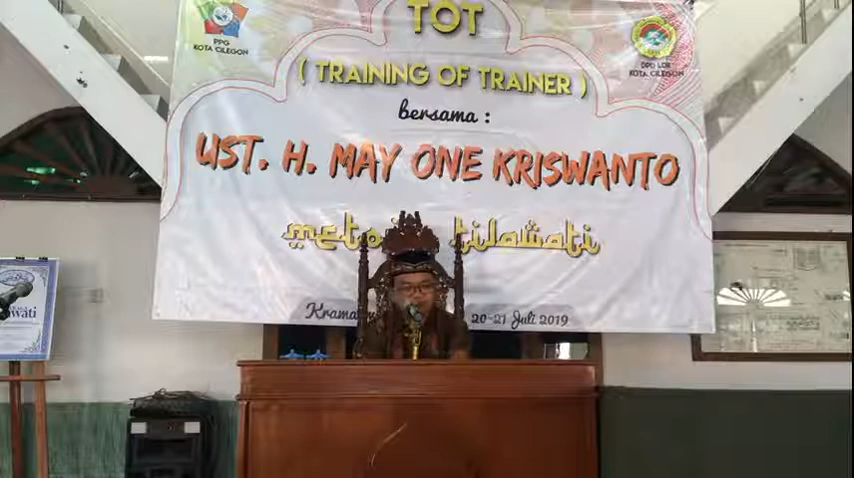 TOT
PPG
KOTA CILEGON
DPD LDII
KOTA CILEGON
( TRAINING OF TRAINER )
bersama :
UST. H. MAY ONE KRISWANTO
tilawati
20-21 Juli 2019